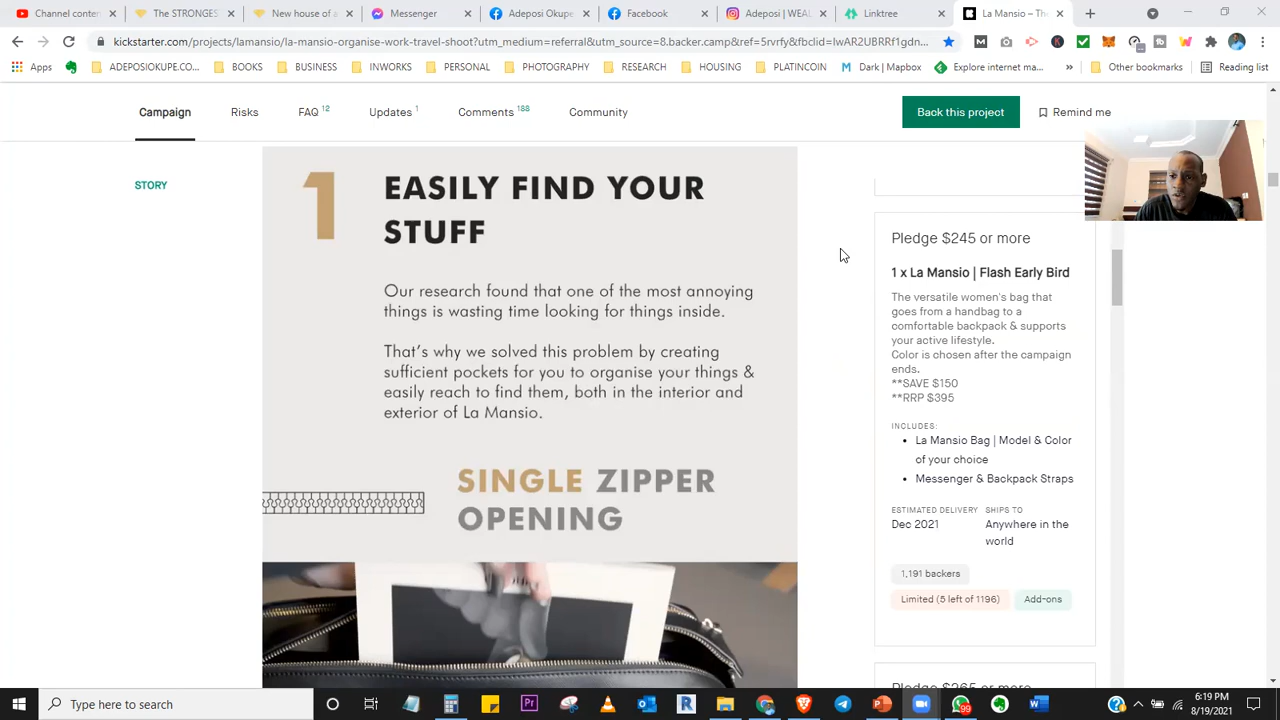 Channel content
The STRONGES
New house of a
Messenger
Adeposi Okupe
Facebook
Adeposi | WEAL
Linktree
La Mansio – The
kickstarter.com/projects/lamansio/la-mansio-organise-work-travel-shoot?utm_medium=referral&utm_source=8.backer.camp&ref=5rvrfy&fbclid=IwAR2UBRRf1gdn...
Apps
ADEPOSIOKUPE.CO...
BOOKS
BUSINESS
INWORKS
PERSONAL
PHOTOGRAPHY
RESEARCH
HOUSING
PLATINCOIN
Dark | Mapbox
Explore internet ma...
»
Other bookmarks
Reading list
Campaign
Risks
FAQ 12
Updates 1
Comments 188
Community
Back this project
Remind me
STORY
1 EASILY FIND YOUR
STUFF
Our research found that one of the most annoying
things is wasting time looking for things inside.
That's why we solved this problem by creating
sufficient pockets for you to organise your things &
easily reach to find them, both in the interior and
exterior of La Mansio.
SINGLE ZIPPER
OPENING
Pledge $245 or more
1 x La Mansio | Flash Early Bird
The versatile women's bag that
goes from a handbag to a
comfortable backpack & supports
your active lifestyle.
Color is chosen after the campaign
ends.
**SAVE $150
**RRP $395
INCLUDES:
• La Mansio Bag | Model & Color
of your choice
• Messenger & Backpack Straps
ESTIMATED DELIVERY SHIPS TO
Dec 2021 Anywhere in the
world
1,191 backers
Limited (5 left of 1196) Add-ons
Pledge $265 or more
Type here to search
99
6:19 PM
8/19/2021